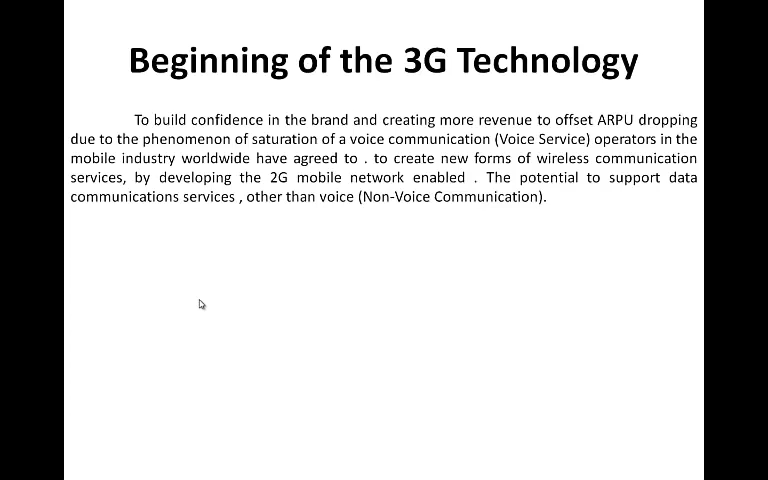 Beginning of the 3G Technology
To build confidence in the brand and creating more revenue to offset ARPU dropping
due to the phenomenon of saturation of a voice communication (Voice Service) operators in the
mobile industry worldwide have agreed to . to create new forms of wireless communication
services, by developing the 2G mobile network enabled . The potential to support data
communications services , other than voice (Non-Voice Communication).